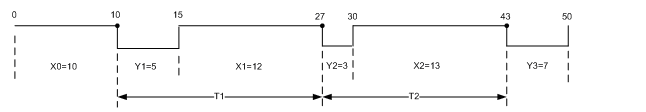 0 10 15 27 30 43 50
X0=10 Y1=5 X1=12 Y2=3 X2=13 Y3=7
T1 T2